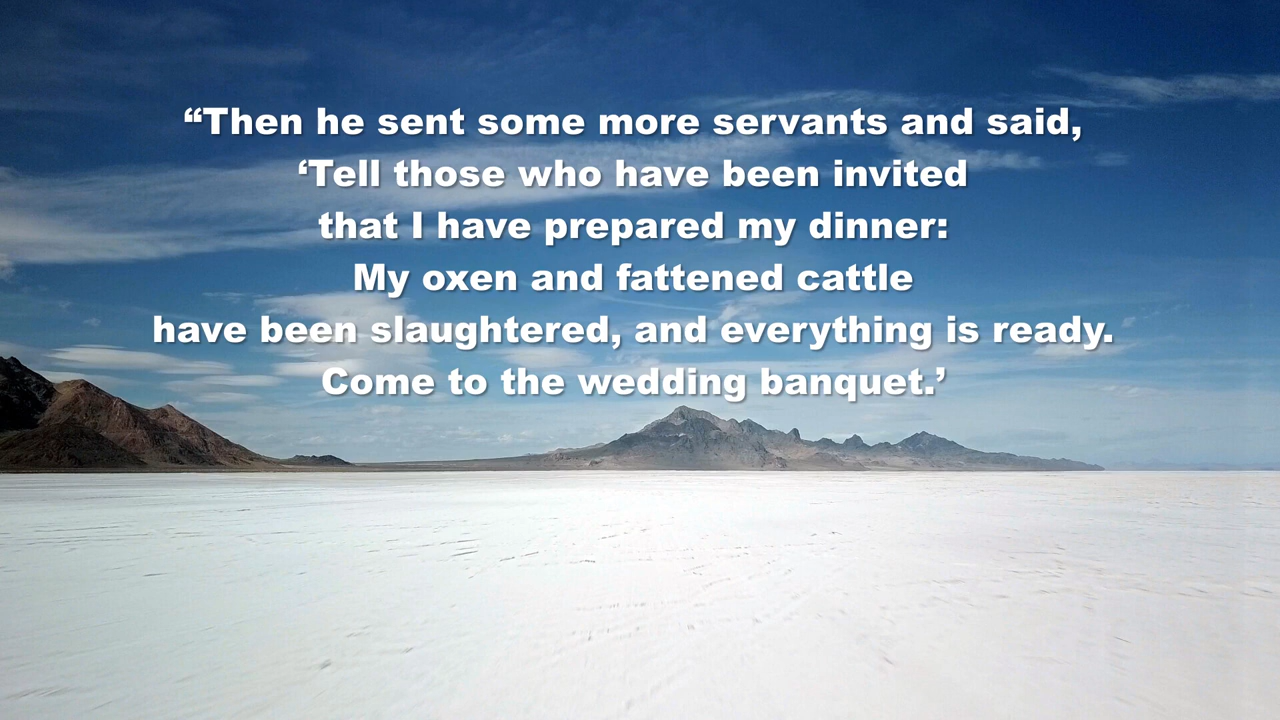 “Then he sent some more servants and said,
‘Tell those who have been invited
that I have prepared my dinner:
My oxen and fattened cattle
have been slaughtered, and everything is ready.
Come to the wedding banquet.’